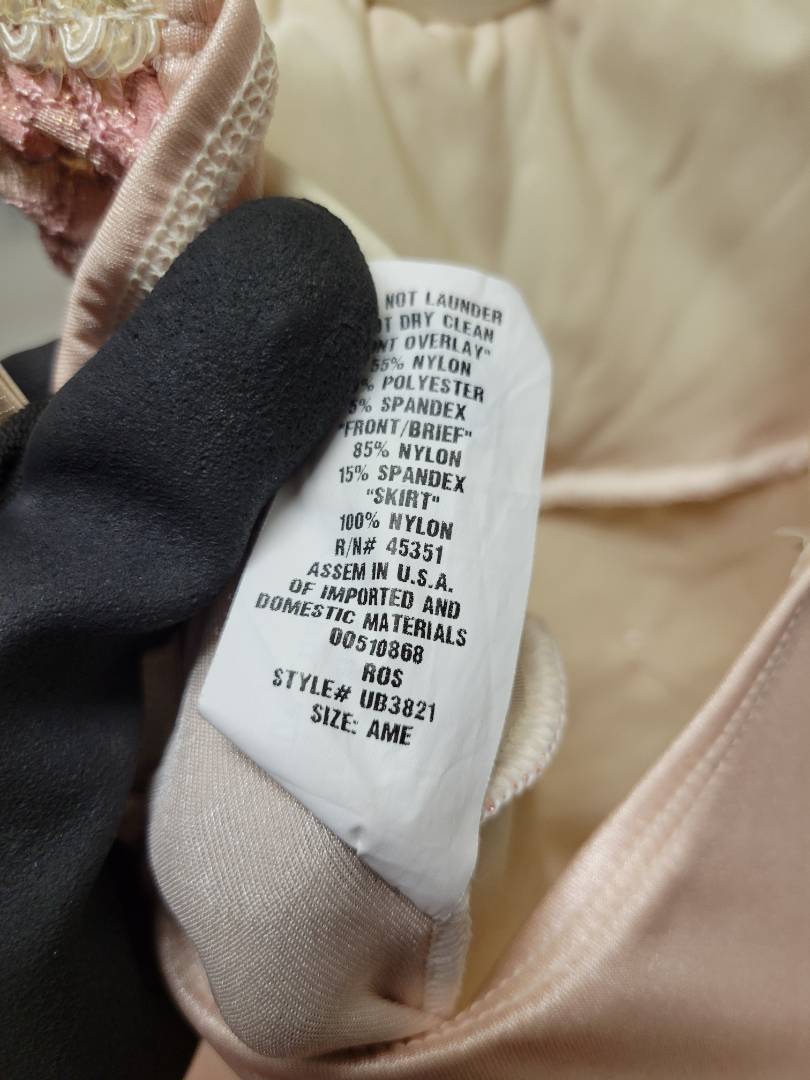 NOT LAUNDER
DRY CLEAN
OVERLAY"
55% NYLON
% POLYESTER
5% SPANDEX
"FRONT/BRIEF"
85% NYLON
15% SPANDEX
"SKIRT"
100% NYLON
R/N# 45351
ASSEM IN U.S.A.
OF IMPORTED AND
DOMESTIC MATERIALS
00510868
ROS
STYLE# UB3821
SIZE: AME